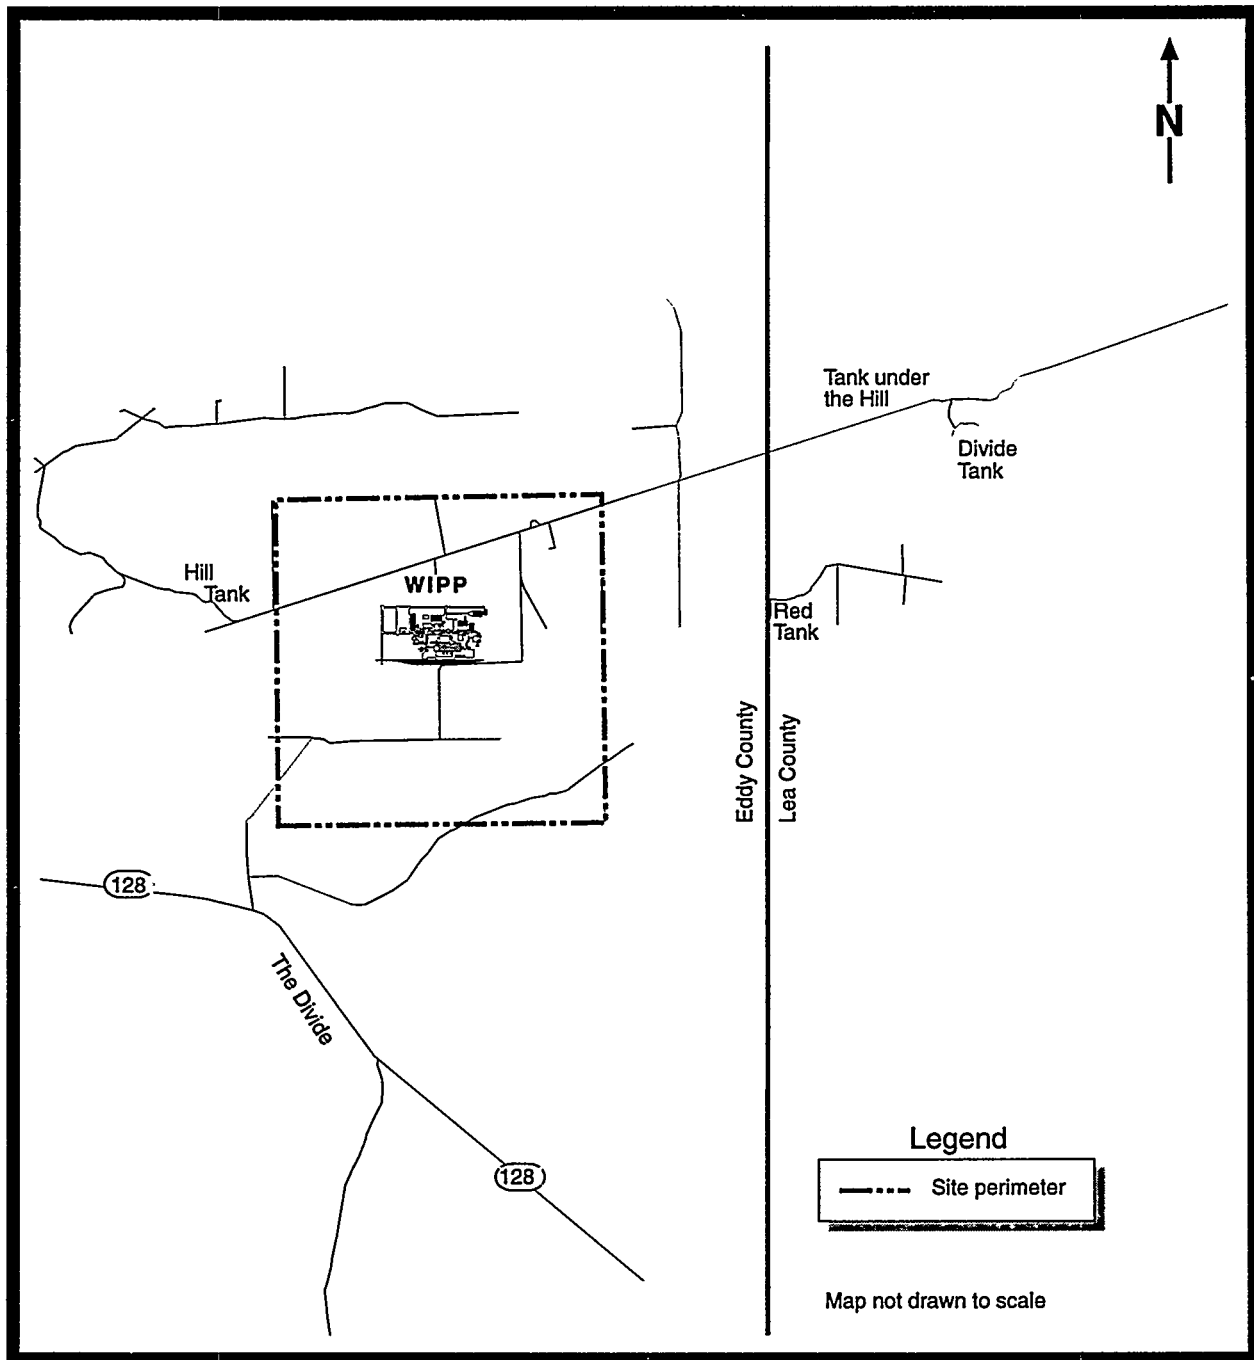 N
Tank under
the Hill
Divide
Tank
Hill
Tank
WIPP
Red
Tank
Eddy County
Lea County
128
The Divide
128
Legend
Site perimeter
Map not drawn to scale